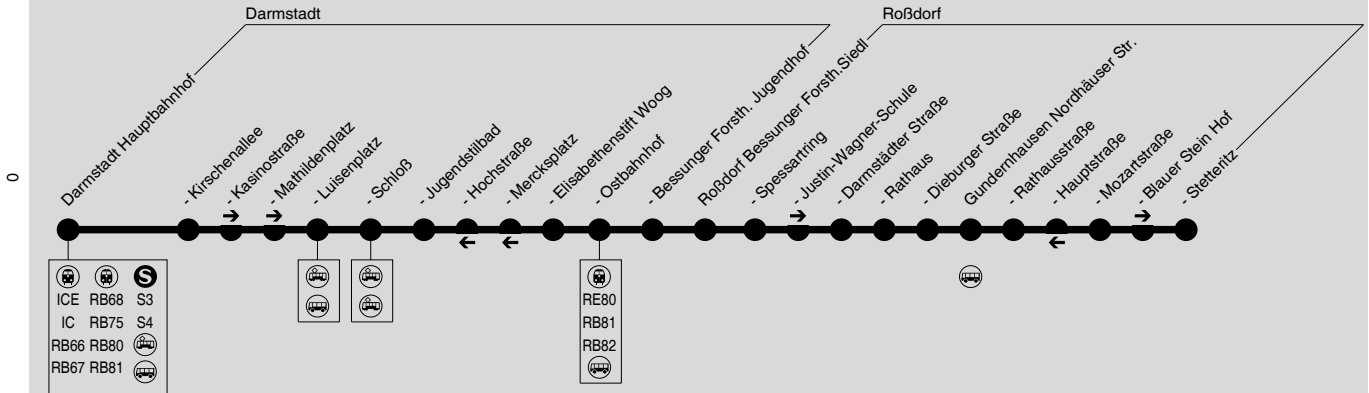 Darmstadt
Roßdorf
Darmstadt Hauptbahnhof
- Kirschenallee
- Kasinostraße
- Mathildenplatz
- Luisenplatz
- Schloß
- Jugendstilbad
- Hochstraße
- Mercksplatz
- Elisabethenstift Woog
- Ostbahnhof
- Bessunger Forsth. Jugendhof
Roßdorf Bessunger Forsth.Siedl
- Spessartring
- Justin-Wagner-Schule
- Darmstädter Straße
- Rathaus
- Dieburger Straße
Gundernhausen Nordhäuser Str.
- Rathausstraße
- Hauptstraße
- Mozartstraße
- Blauer Stein Hof
- Stetteritz
0
S
ICE RB68 S3
IC RB75 S4
RB66 RB80
RB67 RB81
RE80
RB81
RB82